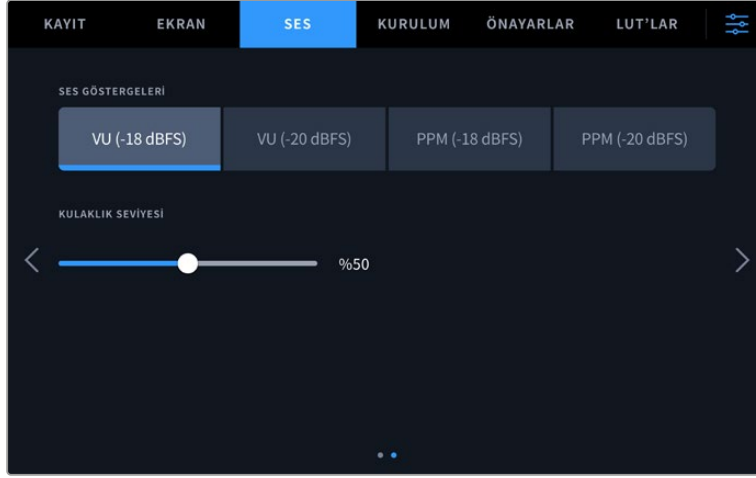 KAYIT EKRAN SES KURULUM ÖNAYARLAR LUT’LAR
SES GÖSTERGELERİ
VU (-18 dBFS) VU (-20 dBFS) PPM (-18 dBFS) PPM (-20 dBFS)
KULAKLIK SEVİYESİ
%50